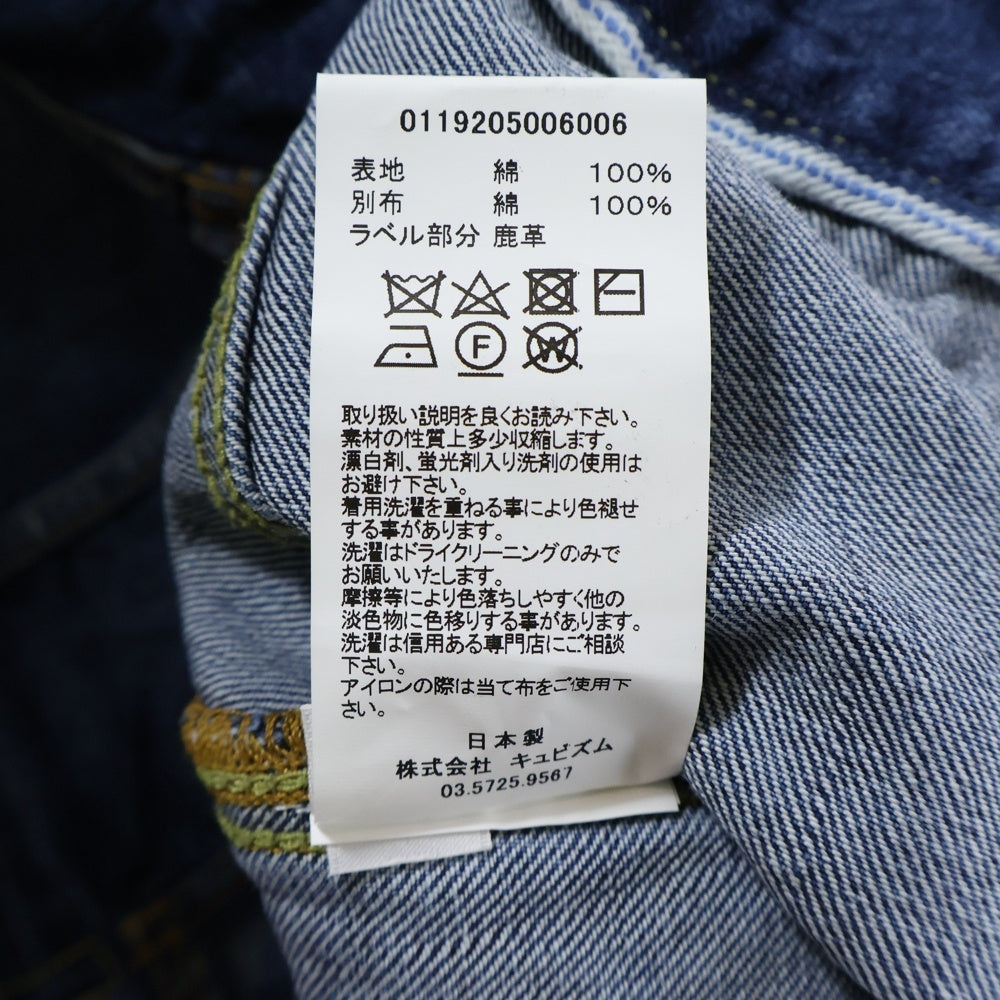 0119205006006
表地 綿 100%
別布 綿 100%
ラベル部分 鹿革
F W
取り扱い説明を良くお読み下さい。
素材の性質上多少収縮します。
漂白剤、蛍光剤入り洗剤の使用は
お避け下さい。
着用洗濯を重ねる事により色褪せ
する事があります。
洗濯はドライクリーニングのみで
お願いいたします。
摩擦等により色落ちしやすく他の
淡色物に色移りする事があります。
洗濯は信用ある専門店にご相談
下さい。
アイロンの際は当て布をご使用下
さい。
日本製
株式会社 キュビズム
03.5725.9567